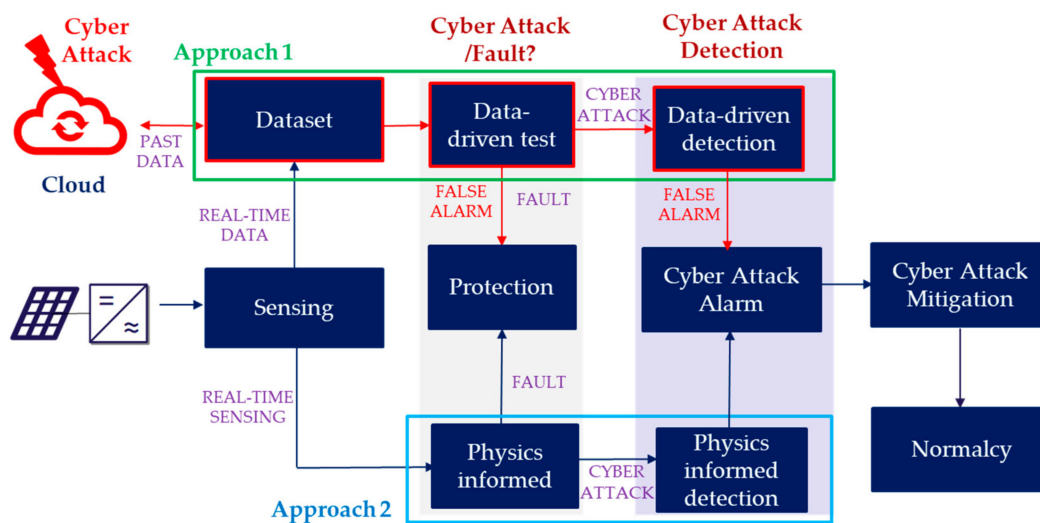 Cyber
Attack
Approach 1
Cyber Attack
/Fault?
Cyber Attack
Detection
Dataset
Data-
driven test
CYBER
ATTACK
Data-driven
detection
PAST
DATA
Cloud
REAL-TIME
DATA
FALSE
ALARM
FAULT
FALSE
ALARM
Sensing
Protection
Cyber Attack
Alarm
Cyber Attack
Mitigation
REAL-TIME
SENSING
FAULT
Physics
informed
CYBER
ATTACK
Physics
informed
detection
Normalcy
Approach 2